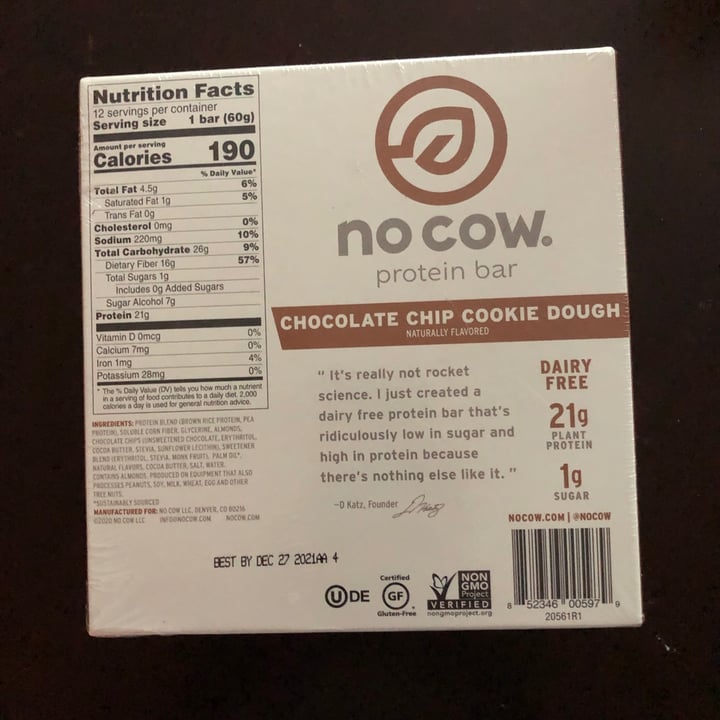 Nutrition Facts
12 servings per container
Serving size 1 bar (60g)
Amount per serving
Calories 190
% Daily Value*
Total Fat 4.5g 6%
Saturated Fat 1g 5%
Trans Fat 0g
Cholesterol 0mg 0%
Sodium 220mg 10%
Total Carbohydrate 26g 9%
Dietary Fiber 16g 57%
Total Sugars 1g
Includes 0g Added Sugars
Sugar Alcohol 7g
Protein 21g
Vitamin D 0mcg 0%
Calcium 7mg 0%
Iron 1mg 4%
Potassium 28mg 0%
* The % Daily Value (DV) tells you how much a nutrient
in a serving of food contributes to a daily diet. 2,000
calories a day is used for general nutrition advice.
INGREDIENTS: PROTEIN BLEND (BROWN RICE PROTEIN, PEA
PROTEIN), SOLUBLE CORN FIBER, GLYCERINE, ALMONDS,
CHOCOLATE CHIPS (UNSWEETENED CHOCOLATE, ERYTHRITOL,
COCOA BUTTER, STEVIA, SUNFLOWER LECITHIN), SWEETENER
BLEND (ERYTHRITOL, STEVIA, MONK FRUIT), PALM OIL*,
NATURAL FLAVORS, COCOA BUTTER, SALT, WATER.
CONTAINS ALMONDS. PRODUCED ON EQUIPMENT THAT ALSO
PROCESSES PEANUTS, SOY, MILK, WHEAT, EGG AND OTHER
TREE NUTS.
*SUSTAINABLY SOURCED
MANUFACTURED FOR: NO COW LLC, DENVER, CO 80216
©2020 NO COW LLC INFO@NOCOW.COM NOCOW.COM
BEST BY DEC 27 2021AA 4
no cow.
protein bar
CHOCOLATE CHIP COOKIE DOUGH
NATURALLY FLAVORED
" It's really not rocket
science. I just created a
dairy free protein bar that's
ridiculously low in sugar and
high in protein because
there's nothing else like it. "
~D Katz, Founder
DAIRY
FREE
21g
PLANT
PROTEIN
1g
SUGAR
NOCOW.COM | @NOCOW
U DE
Certified
GF
Gluten-Free
NON
GMO
Project
VERIFIED
nongmoproject.org
8 52346 00597 9
20561R1